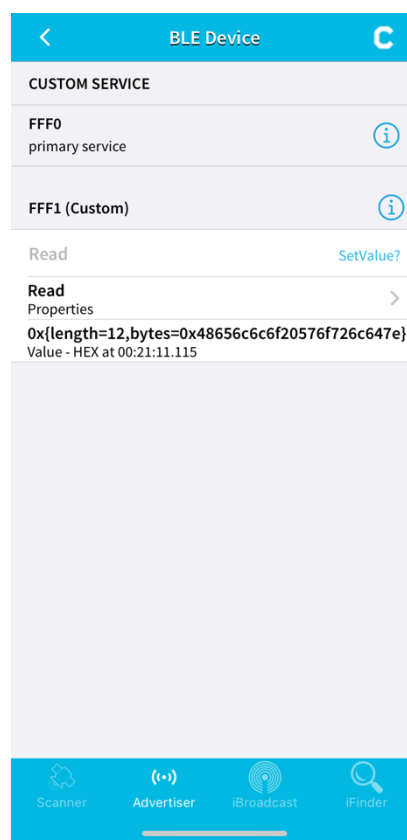 BLE Device
CUSTOM SERVICE
FFF0
primary service
FFF1 (Custom)
Read
SetValue?
Read
Properties
0x{length=12,bytes=0x48656c6c6f20576f726c647e}
Value - HEX at 00:21:11.115
Scanner
Advertiser
iBroadcast
iFinder